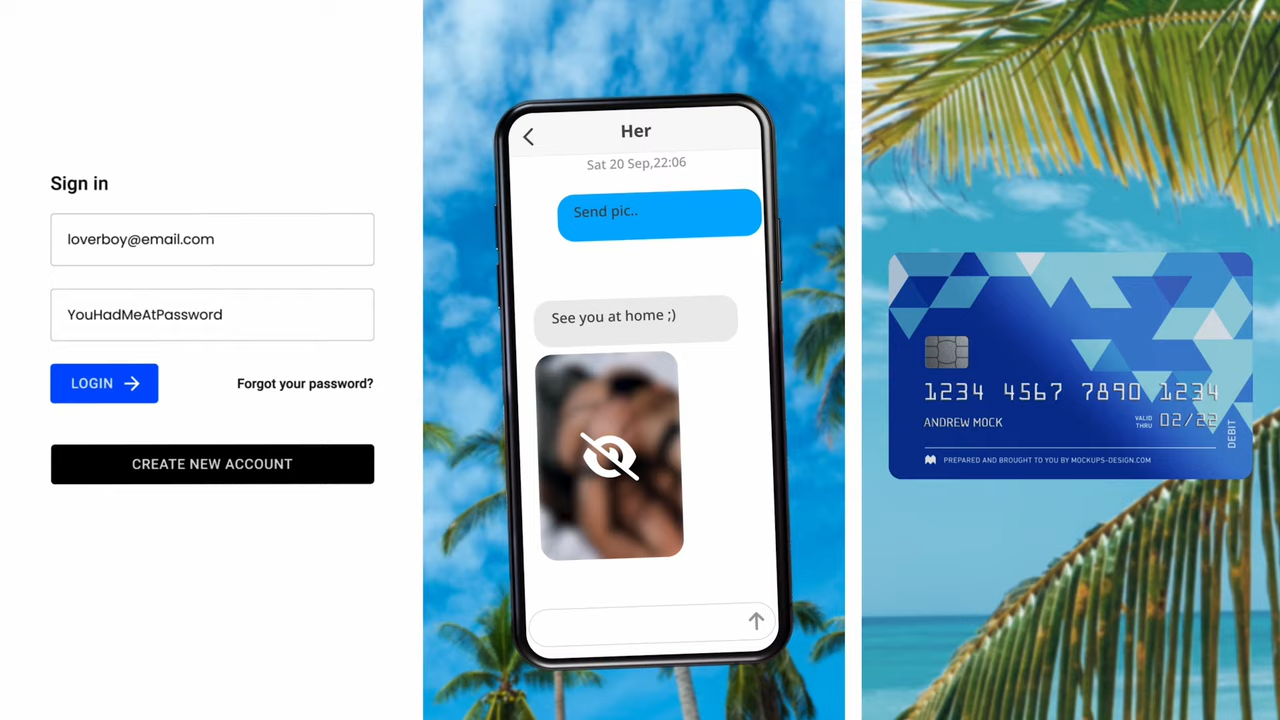 Sign in
loverboy@email.com
YouHadMeAtPassword
LOGIN
Forgot your password?
CREATE NEW ACCOUNT
Her
Sat 20 Sep,22:06
Send pic..
See you at home ;)
1234 4567 7890 1234
ANDREW MOCK
VALID THRU 02/22
DEBIT
PREPARED AND BROUGHT TO YOU BY MOCKUPS-DESIGN.COM